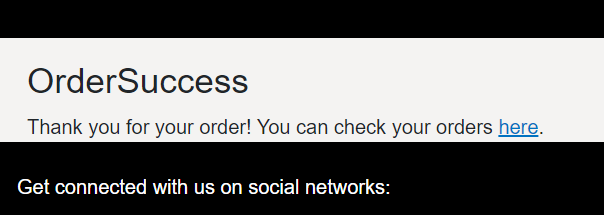 OrderSuccess
Thank you for your order! You can check your orders here.
Get connected with us on social networks: